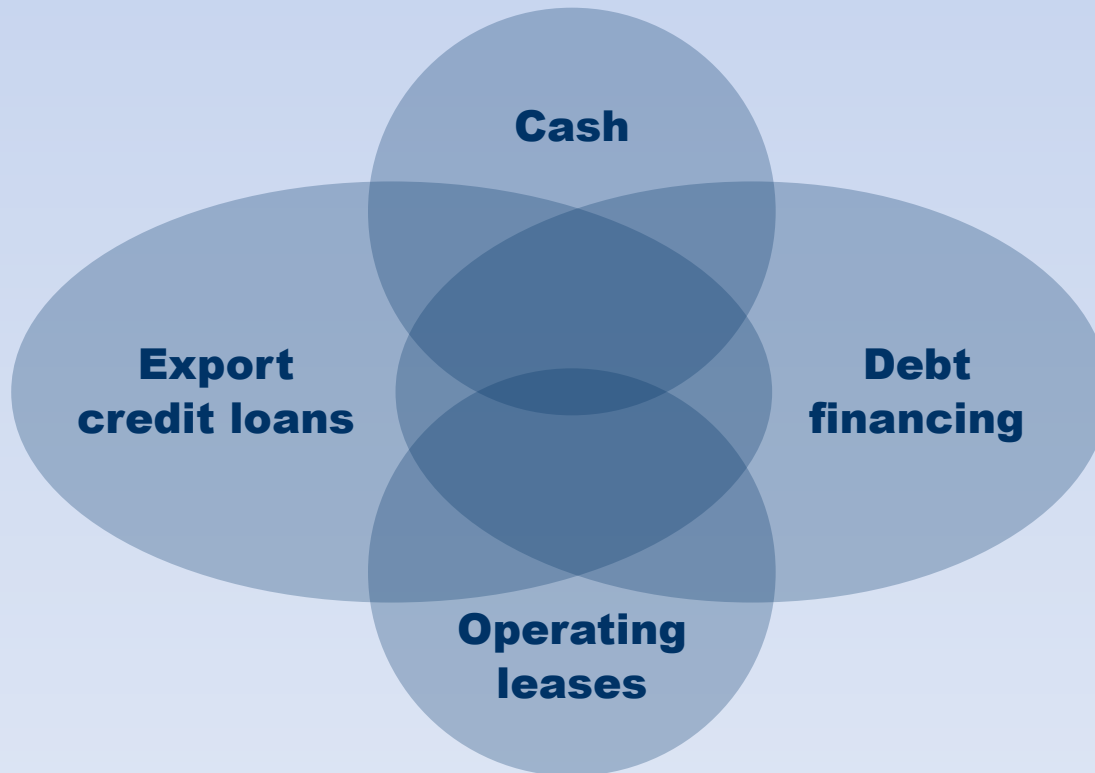 Cash
Export
credit loans
Debt
financing
Operating
leases